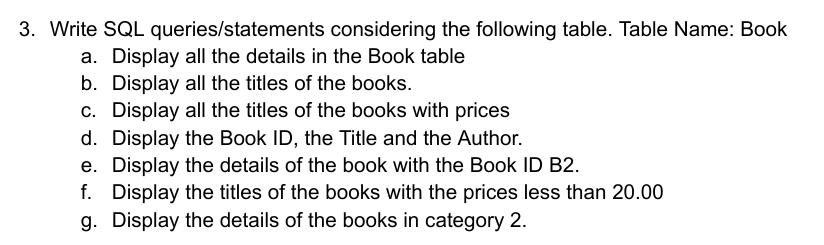 3. Write SQL queries/statements considering the following table. Table Name: Book
a. Display all the details in the Book table
b. Display all the titles of the books.
c. Display all the titles of the books with prices
d. Display the Book ID, the Title and the Author.
e. Display the details of the book with the Book ID B2.
f. Display the titles of the books with the prices less than 20.00
g. Display the details of the books in category 2.